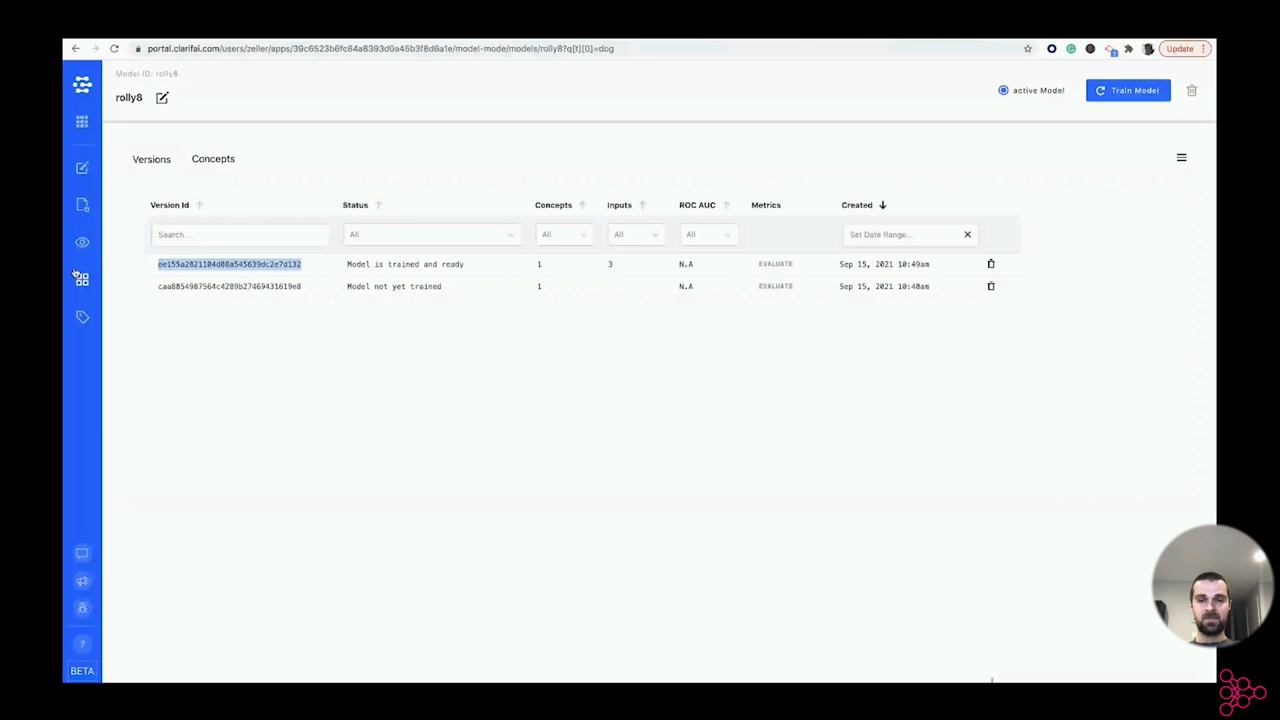 portal.clarifai.com/users/zeller/apps/39c6523b6fc84a8393d0a45b3f8d6a1e/model-mode/models/rolly8?q[t][0]=dog
Update
Model ID: rolly8
rolly8
active Model
Train Model
Versions
Concepts
Version Id
Status
Concepts
Inputs
ROC AUC
Metrics
Created
Search...
All
All
All
All
Set Date Range...
ee155a2821104d08a545639dc2e7d132 Model is trained and ready 1 3 N.A EVALUATE Sep 15, 2021 10:49am
caa8854987564c4289b27469431619e8 Model not yet trained 1 N.A EVALUATE Sep 15, 2021 10:48am
BETA